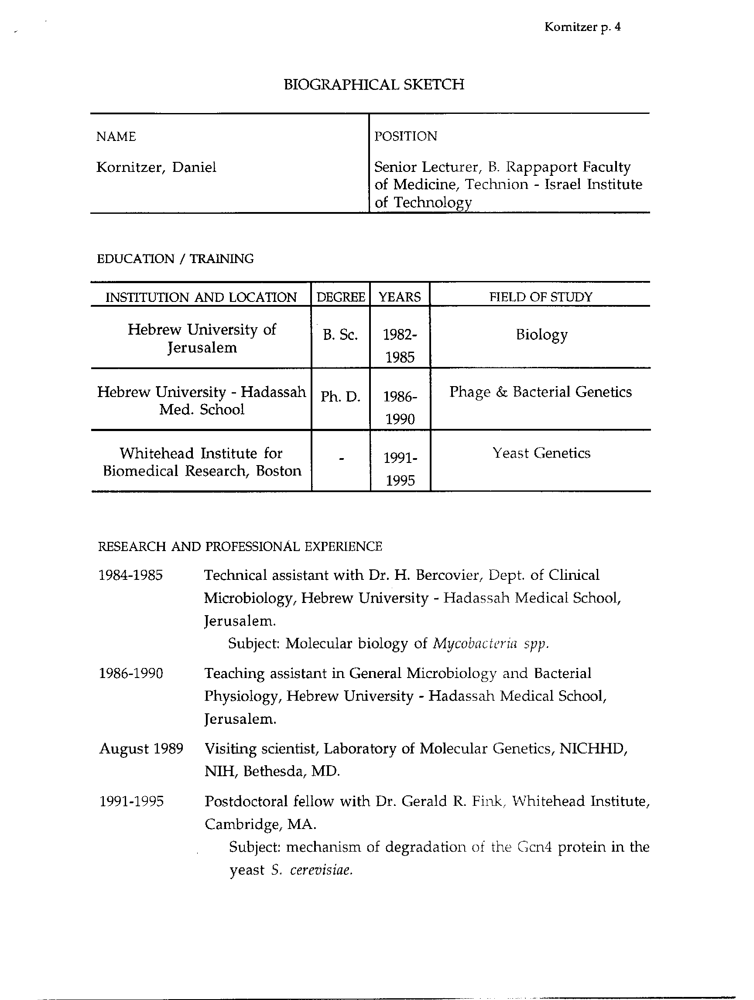 Kornitzer p. 4
BIOGRAPHICAL SKETCH
NAME
Kornitzer, Daniel
POSITION
Senior Lecturer, B. Rappaport Faculty
of Medicine, Technion - Israel Institute
of Technology
EDUCATION / TRAINING
INSTITUTION AND LOCATION DEGREE YEARS FIELD OF STUDY
Hebrew University of
Jerusalem
B. Sc.
1982-
1985
Biology
Hebrew University - Hadassah
Med. School
Ph. D.
1986-
1990
Phage & Bacterial Genetics
Whitehead Institute for
Biomedical Research, Boston
-
1991-
1995
Yeast Genetics
RESEARCH AND PROFESSIONAL EXPERIENCE
1984-1985 Technical assistant with Dr. H. Bercovier, Dept. of Clinical
Microbiology, Hebrew University - Hadassah Medical School,
Jerusalem.
Subject: Molecular biology of Mycobacteria spp.
1986-1990 Teaching assistant in General Microbiology and Bacterial
Physiology, Hebrew University - Hadassah Medical School,
Jerusalem.
August 1989 Visiting scientist, Laboratory of Molecular Genetics, NICHHD,
NIH, Bethesda, MD.
1991-1995 Postdoctoral fellow with Dr. Gerald R. Fink, Whitehead Institute,
Cambridge, MA.
Subject: mechanism of degradation of the Gcn4 protein in the
yeast S. cerevisiae.